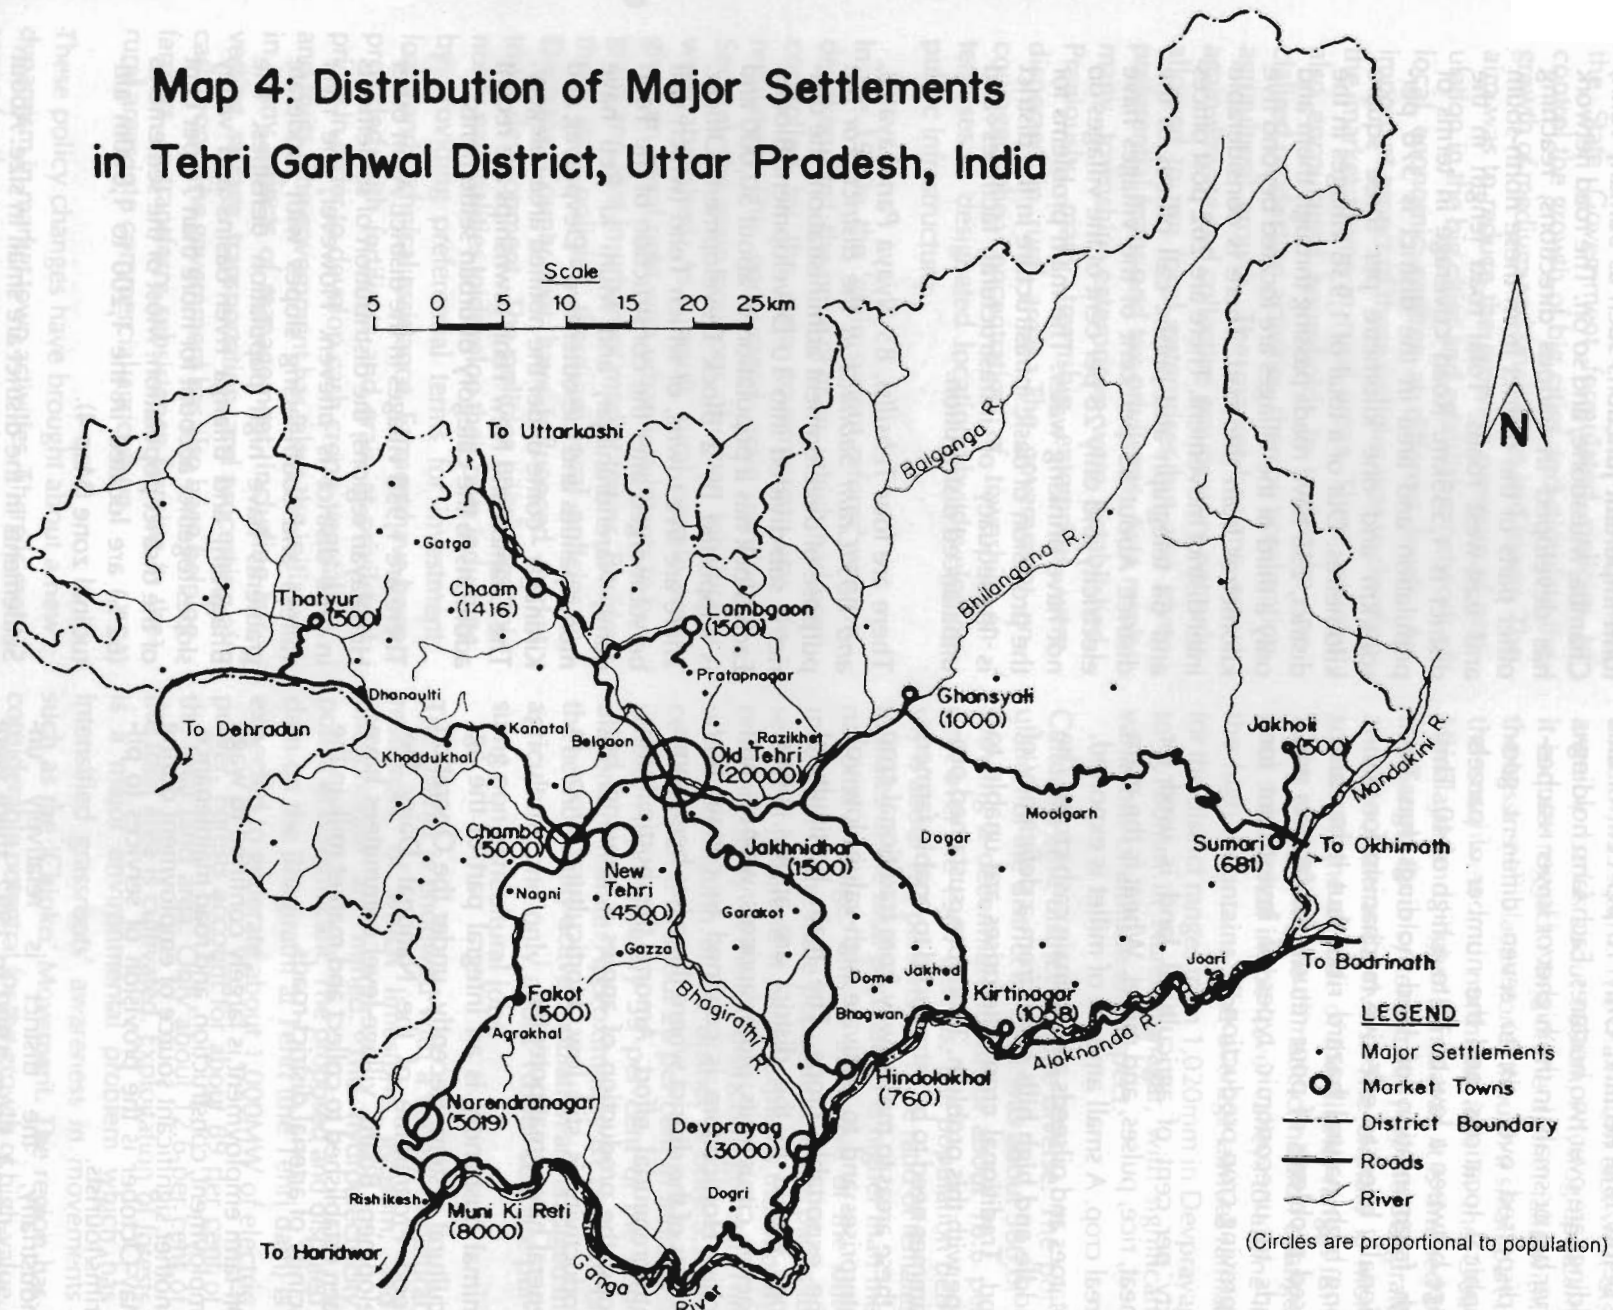 Map 4: Distribution of Major Settlements
in Tehri Garhwal District, Uttar Pradesh, India
Scale
5 0 5 10 15 20 25km
N
To Uttarkashi
Balganga R.
Gatga
Bhilangana R.
Chaam
(1416)
Thatyur
(500)
Lambgaon
(1500)
Pratapnagar
Dhanaulti
Ghansyali
(1000)
To Dehradun
Kanatal
Belgaon
Razikhet
Jakholi
(500)
Khaddukhal
Old Tehri
(20000)
Mandakini R.
Moolgarh
Chamba
(5000)
Dagar
Sumari
(681)
To Okhimath
New
Tehri
(4500)
Jakhnidhar
(1500)
Nagni
Garakot
Gazza
Joari
To Badrinath
Dome
Jakhed
Bhagirathi R.
Fakot
(500)
Kirtinagar
(1058)
Bhagwan
Agrakhal
Alaknanda R.
LEGEND
Major Settlements
Market Towns
District Boundary
Roads
River
(Circles are proportional to population)
Hindolakhal
(760)
Narendranagar
(5019)
Devprayag
(3000)
Rishikesh
Dogri
Muni Ki Reti
(8000)
To Haridwar
Ganga
River